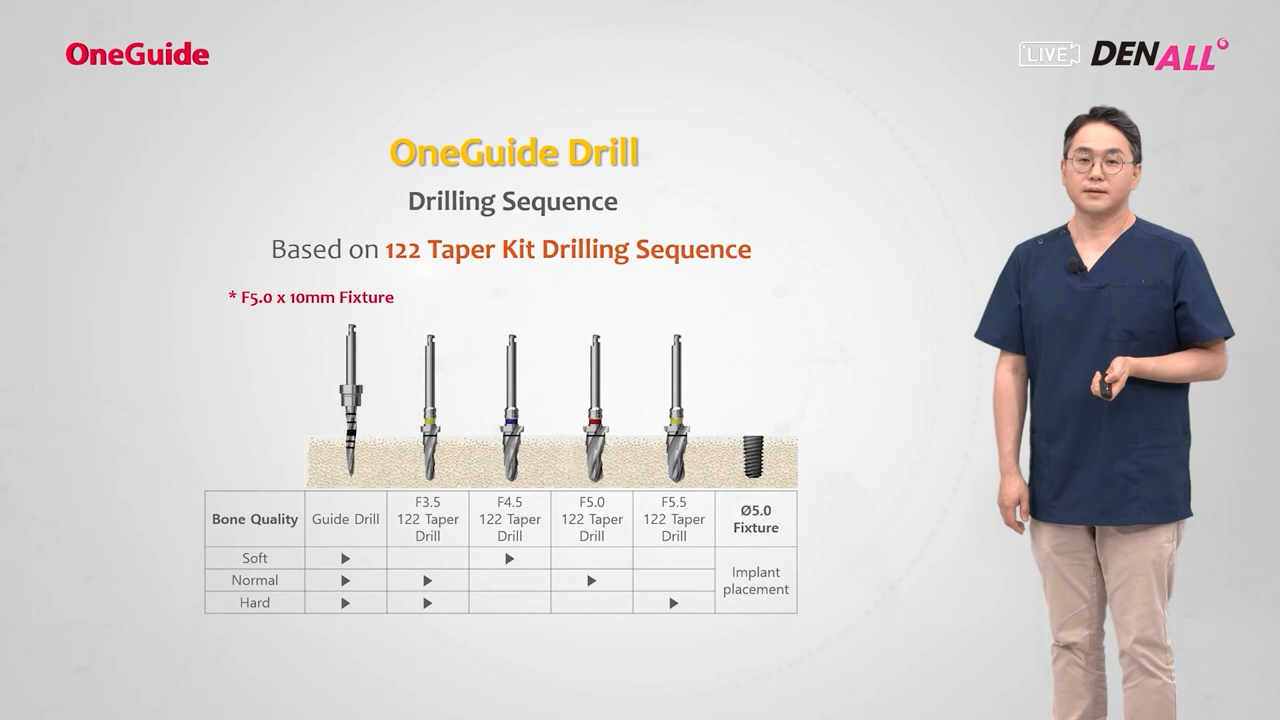 OneGuide
LIVE
DENALL
OneGuide Drill
Drilling Sequence
Based on 122 Taper Kit Drilling Sequence
* F5.0 x 10mm Fixture
Bone Quality
Guide Drill
F3.5
122 Taper
Drill
F4.5
122 Taper
Drill
F5.0
122 Taper
Drill
F5.5
122 Taper
Drill
Ø5.0
Fixture
Soft ▶ ▶
Normal ▶ ▶ ▶
Hard ▶ ▶ ▶
Implant
placement